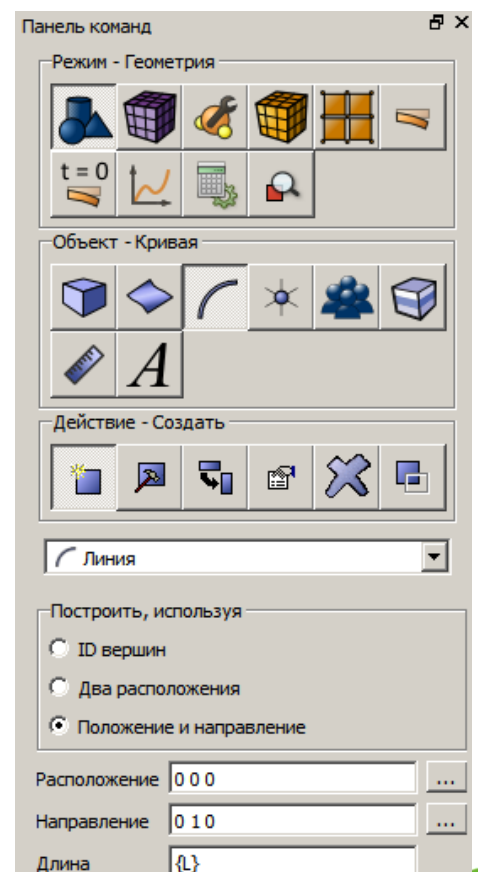 Панель команд
Режим - Геометрия
t = 0
Объект - Кривая
A
Действие - Создать
Линия
Построить, используя
ID вершин
Два расположения
Положение и направление
Расположение 0 0 0 ...
Направление 0 1 0 ...
Длина {L}